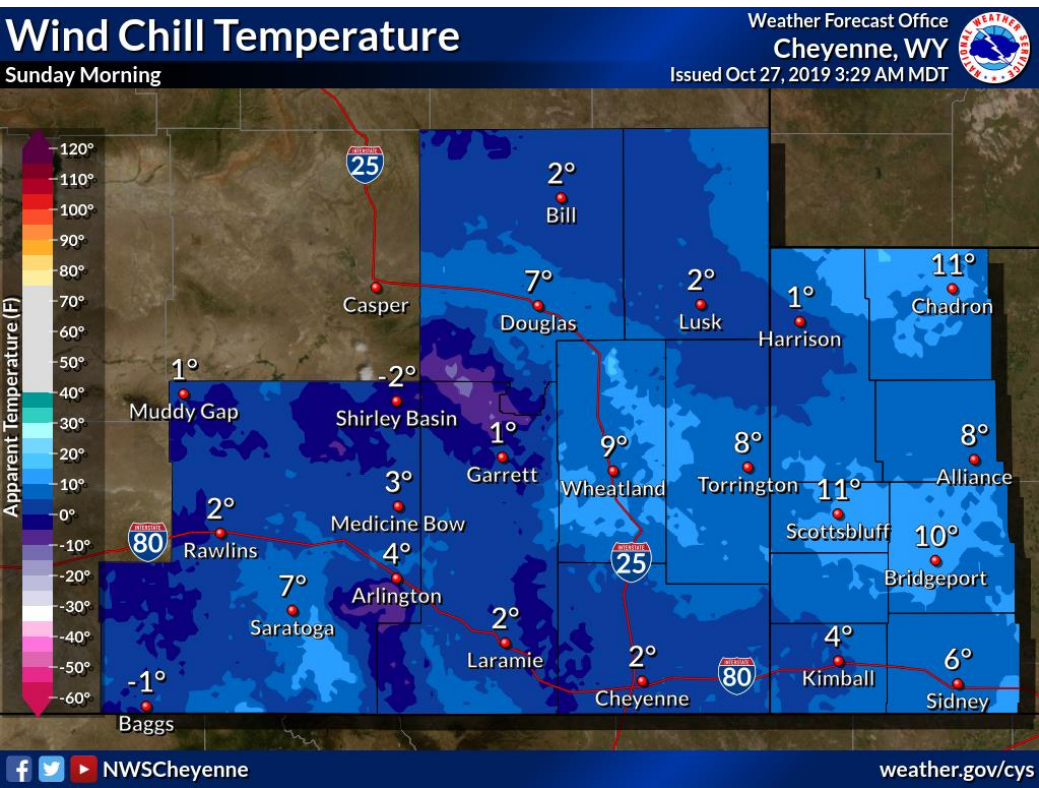 Wind Chill Temperature
Sunday Morning
Weather Forecast Office
Cheyenne, WY
Issued Oct 27, 2019 3:29 AM MDT
NATIONAL WEATHER SERVICE
Apparent Temperature (F)
120°
110°
100°
90°
80°
70°
60°
50°
40°
30°
20°
10°
0°
-10°
-20°
-30°
-40°
-50°
-60°
INTERSTATE
25
2°
Bill
Casper
7°
Douglas
2°
Lusk
1°
Harrison
11°
Chadron
1°
Muddy Gap
-2°
Shirley Basin
1°
Garrett
9°
Wheatland
8°
Torrington
11°
Scottsbluff
8°
Alliance
3°
Medicine Bow
2°
Rawlins
INTERSTATE
80
4°
Arlington
INTERSTATE
25
10°
Bridgeport
7°
Saratoga
2°
Laramie
2°
Cheyenne
INTERSTATE
80
4°
Kimball
6°
Sidney
-1°
Baggs
NWSCheyenne
weather.gov/cys